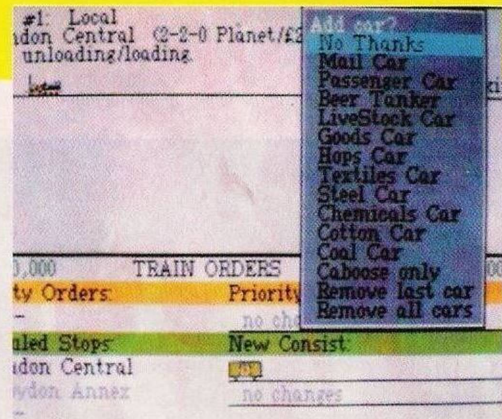 #1: Local
don Central (2-2-0 Planet/£2
unloading/loading.
Add car?
No Thanks
Mail Car
Passenger Car
Beer Tanker
LiveStock Car
Goods Car
Hops Car
Textiles Car
Steel Car
Chemicals Car
Cotton Car
Coal Car
Caboose only
Remove last car
Remove all cars
0,000 TRAIN ORDERS
ty Orders: Priority
no cha
uled Stops: New Consist:
don Central
oydon Annex no changes